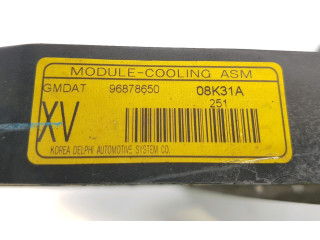 MODULE-COOLING ASM
GMDAT 96878650 08K31A
251
XV
KOREA DELPHI AUTOMOTIVE SYSTEM CO.